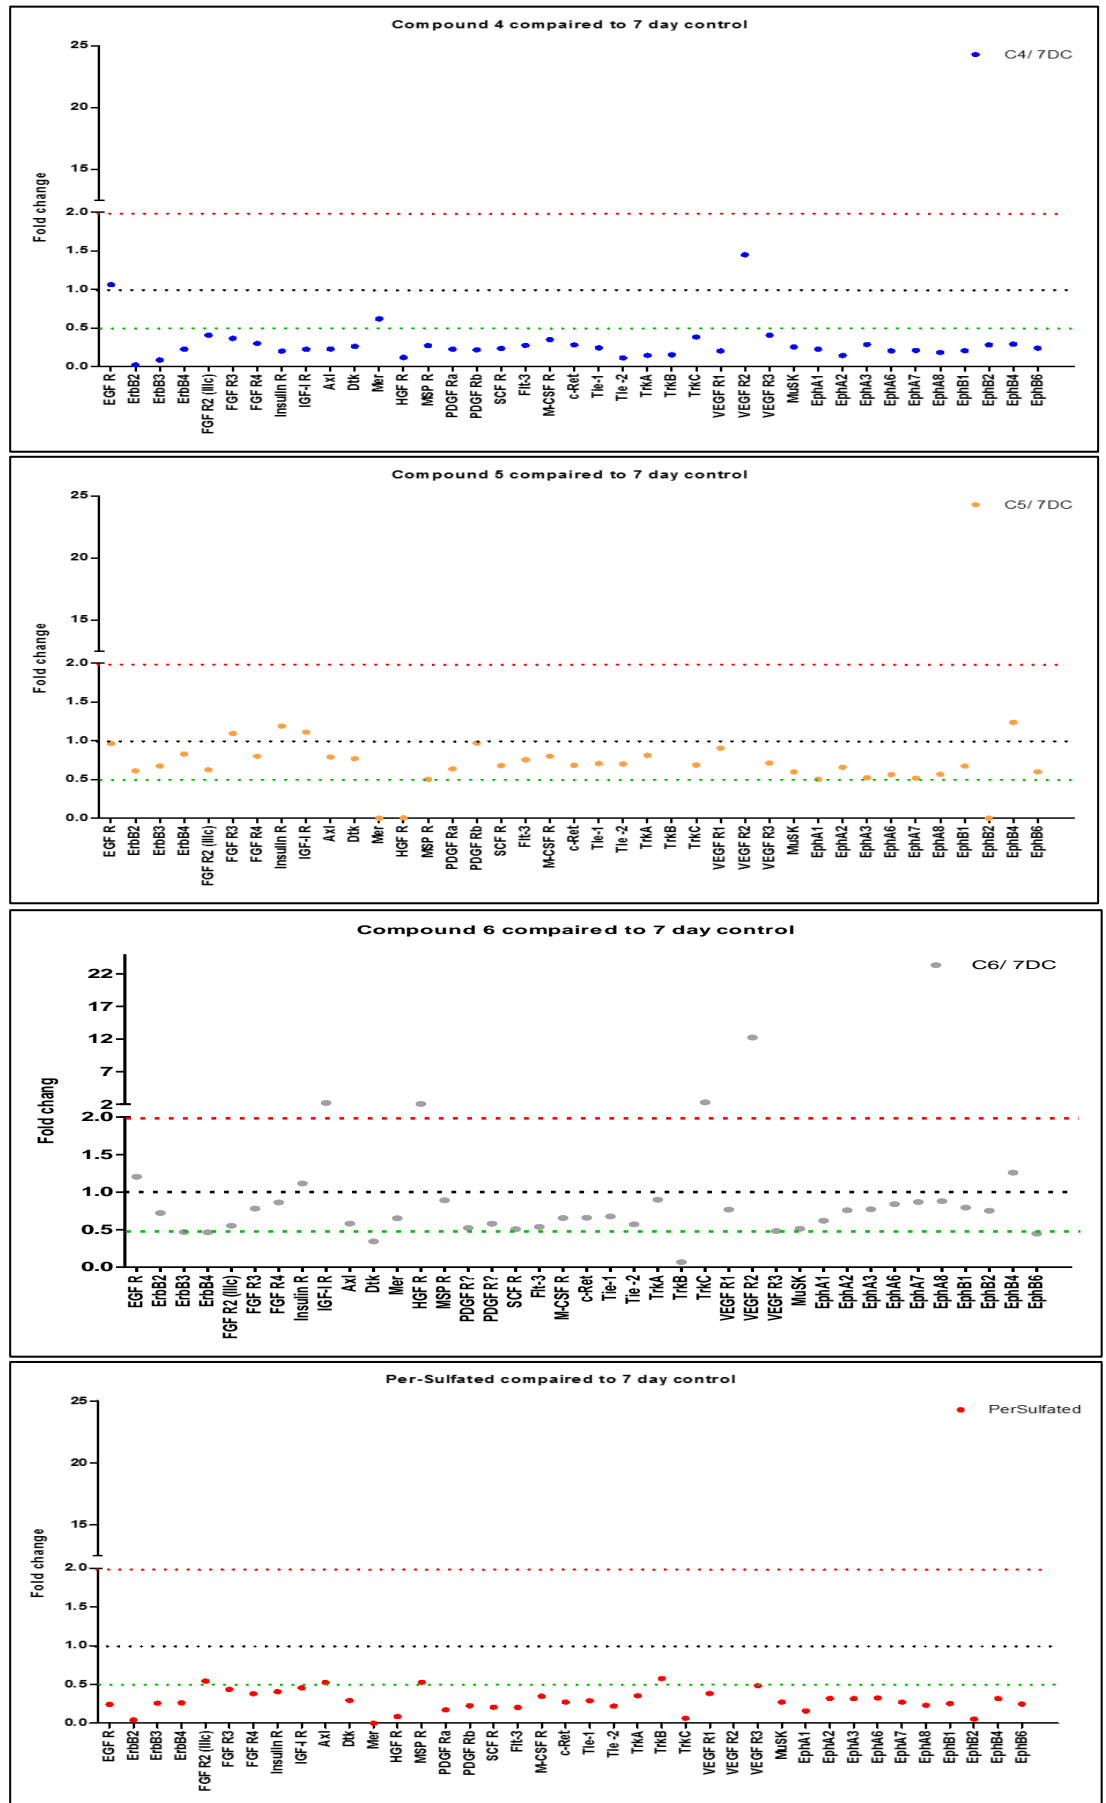 Compound 4 compaired to 7 day control
C4/ 7DC
Fold change
25
20
15
2.0
1.5
1.0
0.5
0.0
EGF R
ErbB2
ErbB3
ErbB4
FGF R2 (IIIc)
FGF R3
FGF R4
Insulin R
IGF-I R
Axl
Dtk
Mer
HGF R
MSP R
PDGF Ra
PDGF Rb
SCF R
Flt-3
M-CSF R
c-Ret
Tie-1
Tie -2
TrkA
TrkB
TrkC
VEGF R1
VEGF R2
VEGF R3
MuSK
EphA1
EphA2
EphA3
EphA6
EphA7
EphA8
EphB1
EphB2
EphB4
EphB6
Compound 5 compaired to 7 day control
C5/ 7DC
Fold change
25
20
15
2.0
1.5
1.0
0.5
0.0
EGF R
ErbB2
ErbB3
ErbB4
FGF R2 (IIIc)
FGF R3
FGF R4
Insulin R
IGF-I R
Axl
Dtk
Mer
HGF R
MSP R
PDGF Ra
PDGF Rb
SCF R
Flt-3
M-CSF R
c-Ret
Tie-1
Tie -2
TrkA
TrkB
TrkC
VEGF R1
VEGF R2
VEGF R3
MuSK
EphA1
EphA2
EphA3
EphA6
EphA7
EphA8
EphB1
EphB2
EphB4
EphB6
Compound 6 compaired to 7 day control
C6/ 7DC
Fold chang
22
17
12
7
2
2.0
1.5
1.0
0.5
0.0
EGF R
ErbB2
ErbB3
ErbB4
FGF R2 (IIIc)
FGF R3
FGF R4
Insulin R
IGF-I R
Axl
Dtk
Mer
HGF R
MSP R
PDGF R?
PDGF R?
SCF R
Flt-3
M-CSF R
c-Ret
Tie-1
Tie -2
TrkA
TrkB
TrkC
VEGF R1
VEGF R2
VEGF R3
MuSK
EphA1
EphA2
EphA3
EphA6
EphA7
EphA8
EphB1
EphB2
EphB4
EphB6
Per-Sulfated compaired to 7 day control
PerSulfated
Fold change
25
20
15
2.0
1.5
1.0
0.5
0.0
EGF R
ErbB2
ErbB3
ErbB4
FGF R2 (IIIc)
FGF R3
FGF R4
Insulin R
IGF-I R
Axl
Dtk
Mer
HGF R
MSP R
PDGF Ra
PDGF Rb
SCF R
Flt-3
M-CSF R
c-Ret
Tie-1
Tie -2
TrkA
TrkB
TrkC
VEGF R1
VEGF R2
VEGF R3
MuSK
EphA1
EphA2
EphA3
EphA6
EphA7
EphA8
EphB1
EphB2
EphB4
EphB6